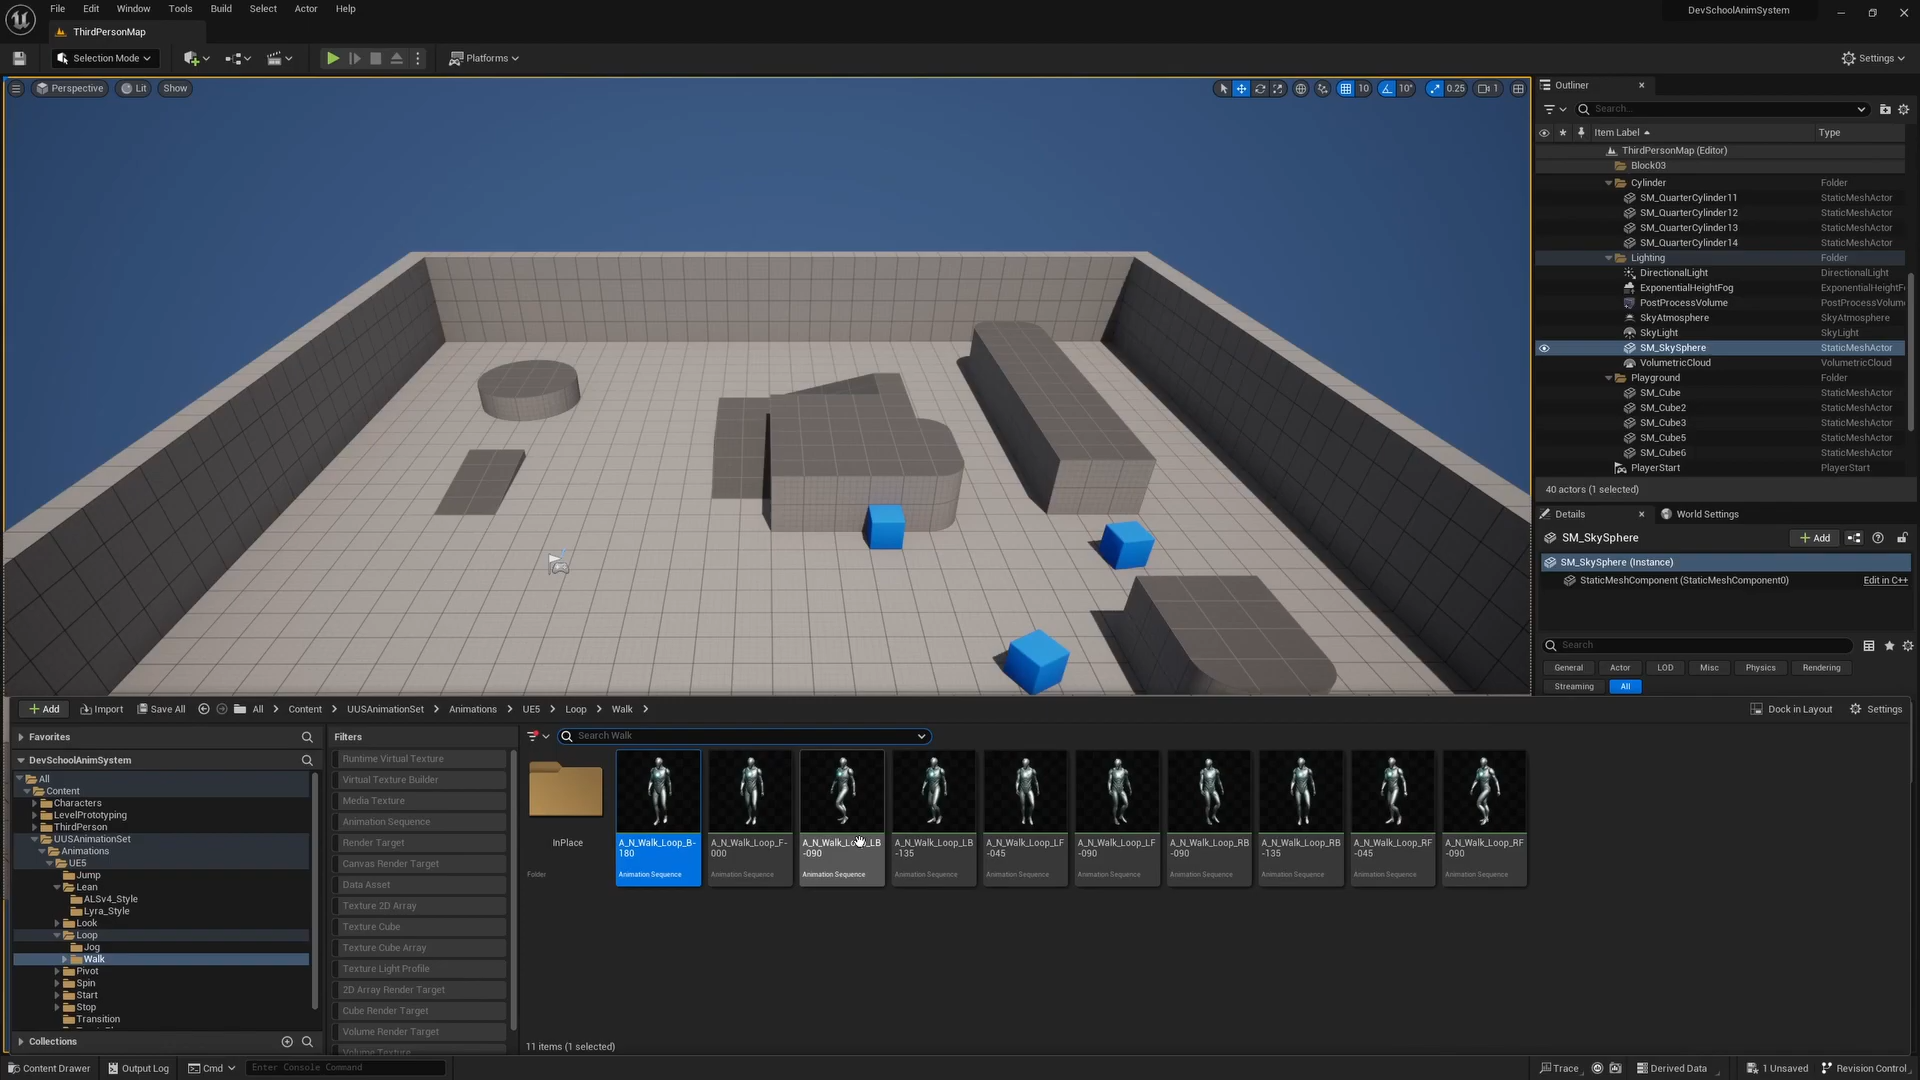 File Edit Window Tools Build Select Actor Help
DevSchoolAnimSystem
ThirdPersonMap
Selection Mode
Platforms
Settings
Perspective Lit Show
10 10° 0.25 1
Outliner
Search...
Item Label Type
ThirdPersonMap (Editor)
Block03
Cylinder Folder
SM_QuarterCylinder11 StaticMeshActor
SM_QuarterCylinder12 StaticMeshActor
SM_QuarterCylinder13 StaticMeshActor
SM_QuarterCylinder14 StaticMeshActor
Lighting Folder
DirectionalLight DirectionalLight
ExponentialHeightFog ExponentialHeightF
PostProcessVolume PostProcessVolum
SkyAtmosphere SkyAtmosphere
SkyLight SkyLight
SM_SkySphere StaticMeshActor
VolumetricCloud VolumetricCloud
Playground Folder
SM_Cube StaticMeshActor
SM_Cube2 StaticMeshActor
SM_Cube3 StaticMeshActor
SM_Cube5 StaticMeshActor
SM_Cube6 StaticMeshActor
PlayerStart PlayerStart
40 actors (1 selected)
Details World Settings
SM_SkySphere
Add
SM_SkySphere (Instance)
StaticMeshComponent (StaticMeshComponent0) Edit in C++
Search
General Actor LOD Misc Physics Rendering
Streaming All
Add Import Save All All Content UUSAnimationSet Animations UE5 Loop Walk
Dock in Layout Settings
Favorites
DevSchoolAnimSystem
All
Content
Characters
LevelPrototyping
ThirdPerson
UUSAnimationSet
Animations
UE5
Jump
Lean
ALSv4_Style
Lyra_Style
Look
Loop
Jog
Walk
Pivot
Spin
Start
Stop
Transition
Collections
Filters
Runtime Virtual Texture
Virtual Texture Builder
Media Texture
Animation Sequence
Render Target
Canvas Render Target
Data Asset
Texture 2D Array
Texture Cube
Texture Cube Array
Texture Light Profile
2D Array Render Target
Cube Render Target
Volume Render Target
Volume Texture
Search Walk
InPlace
Folder
A_N_Walk_Loop_B-
180
Animation Sequence
A_N_Walk_Loop_F-
000
Animation Sequence
A_N_Walk_Loop_LB
-090
Animation Sequence
A_N_Walk_Loop_LB
-135
Animation Sequence
A_N_Walk_Loop_LF
-045
Animation Sequence
A_N_Walk_Loop_LF
-090
Animation Sequence
A_N_Walk_Loop_RB
-090
Animation Sequence
A_N_Walk_Loop_RB
-135
Animation Sequence
A_N_Walk_Loop_RF
-045
Animation Sequence
A_N_Walk_Loop_RF
-090
Animation Sequence
11 items (1 selected)
Content Drawer Output Log Cmd Enter Console Command
Trace Derived Data 1 Unsaved Revision Control